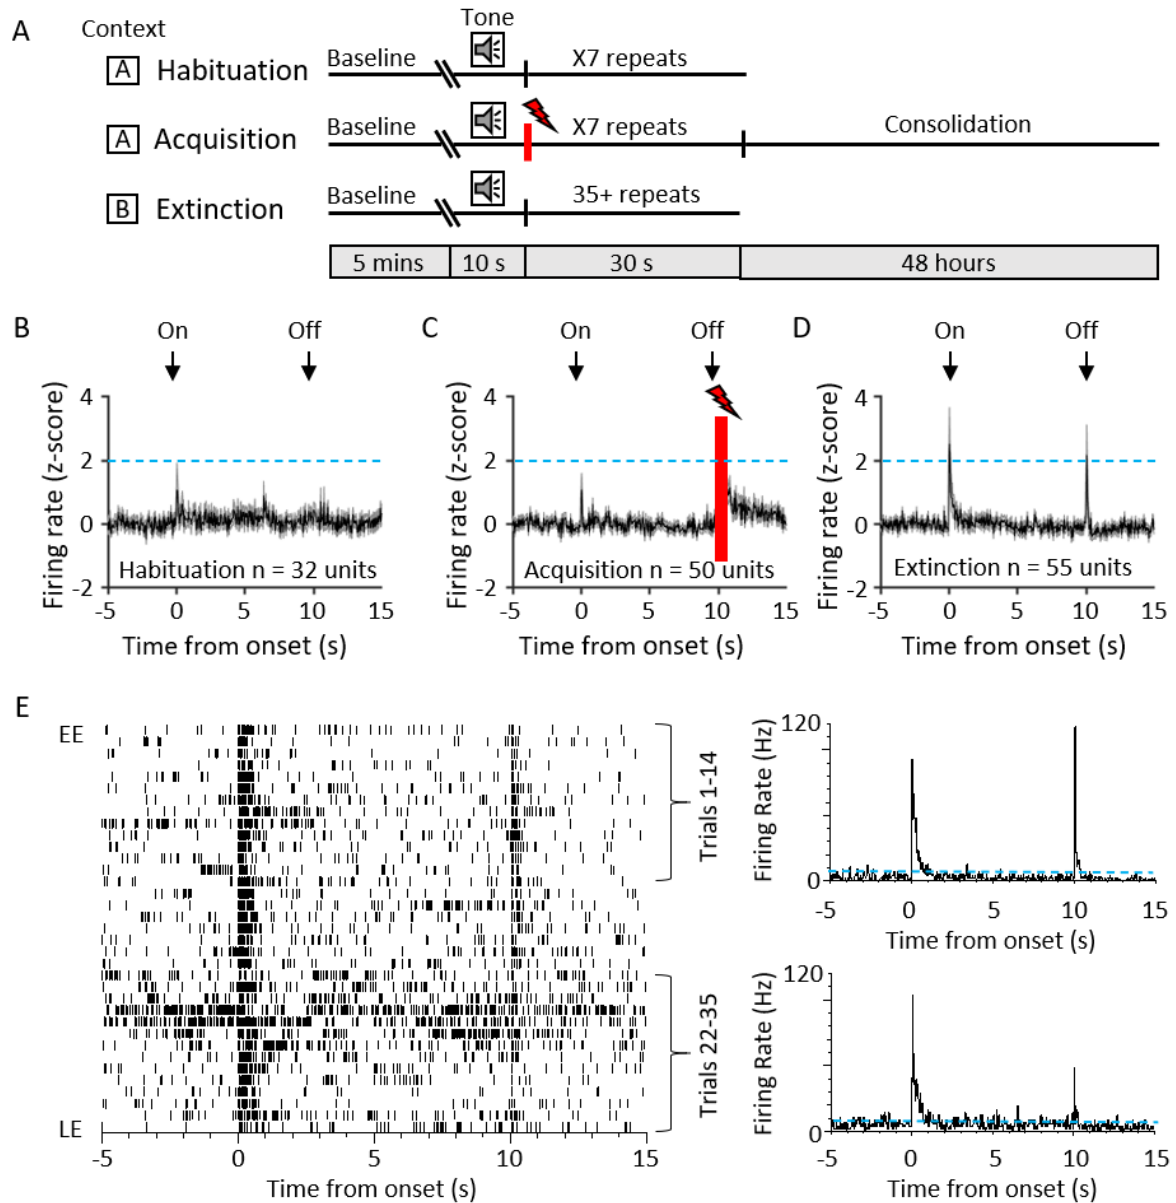 A
Context
Tone
A Habituation
Baseline
X7 repeats
A Acquisition
Baseline
X7 repeats
Consolidation
B Extinction
Baseline
35+ repeats
5 mins
10 s
30 s
48 hours
B
On
Off
Firing rate (z-score)
4
2
0
-2
Habituation n = 32 units
-5 0 5 10 15
Time from onset (s)
C
On
Off
Firing rate (z-score)
4
2
0
-2
Acquisition n = 50 units
-5 0 5 10 15
Time from onset (s)
D
On
Off
Firing rate (z-score)
4
2
0
-2
Extinction n = 55 units
-5 0 5 10 15
Time from onset (s)
E
EE
LE
Trials 1-14
Trials 22-35
-5 0 5 10 15
Time from onset (s)
Firing Rate (Hz)
120
0
-5 0 5 10 15
Time from onset (s)
Firing Rate (Hz)
120
0
-5 0 5 10 15
Time from onset (s)